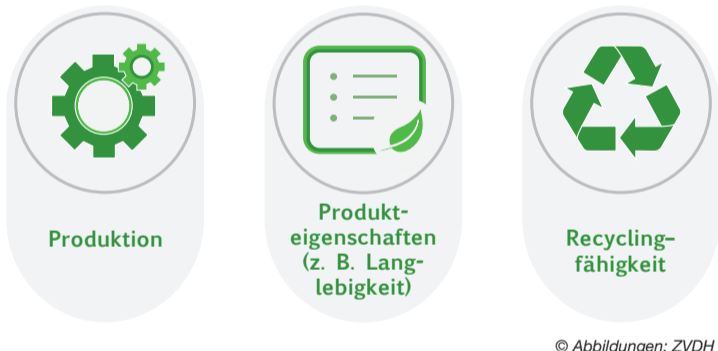 Produktion
Produkt-
eigenschaften
(z. B. Lang-
lebigkeit)
Recycling-
fähigkeit
© Abbildungen: ZVDH